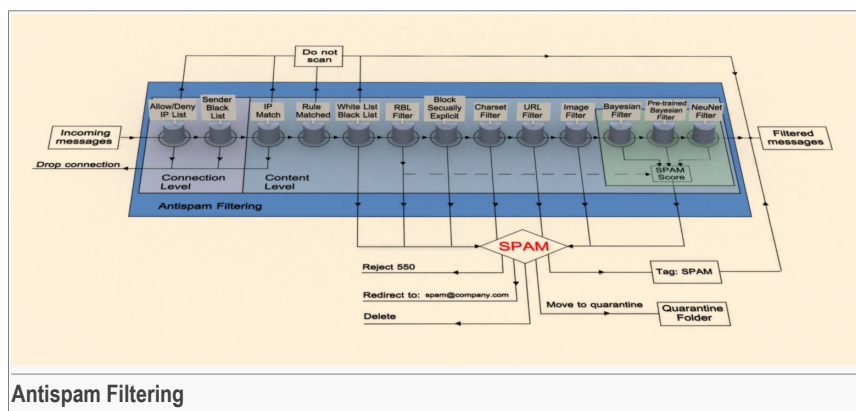 Do not
scan
Allow/Deny
IP List
Sender
Black
List
IP
Match
Rule
Matched
White List
Black List
RBL
Filter
Block
Secually
Explicit
Charset
Filter
URL
Filter
Image
Filter
Bayesian
Filter
Pre-trained
Bayesian
Filter
NeuNet
Filter
Incoming
messages
Filtered
messages
Drop connection
Connection
Level
Content
Level
SPAM
Score
Antispam Filtering
SPAM
Reject 550
Tag: SPAM
Redirect to: spam@company.com
Move to quarantine
Quarantine
Folder
Delete
Antispam Filtering